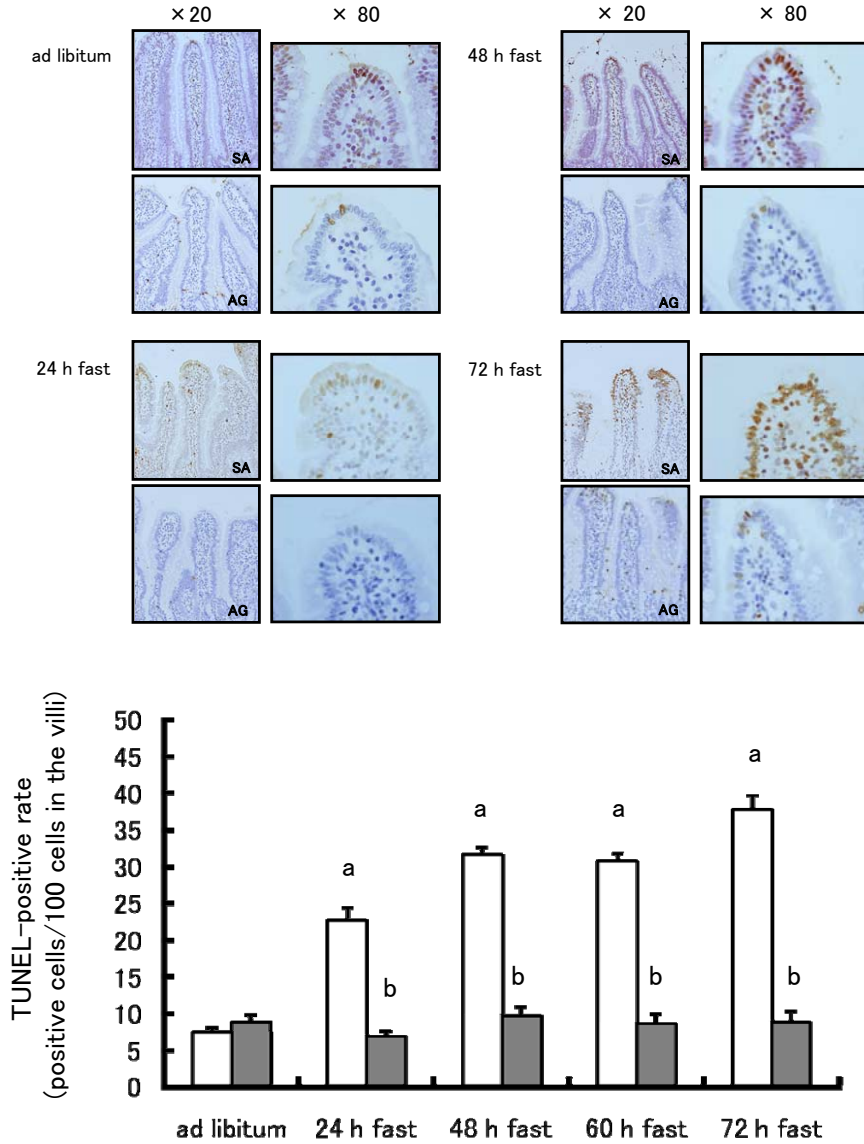 × 20 × 80 × 20 × 80
ad libitum 48 h fast
SA SA
AG AG
24 h fast 72 h fast
SA SA
AG AG
TUNEL-positive rate
(positive cells/100 cells in the villi)
50
45
40
35
30
25
20
15
10
5
0
a
a a
a
b b b b
ad libitum 24 h fast 48 h fast 60 h fast 72 h fast